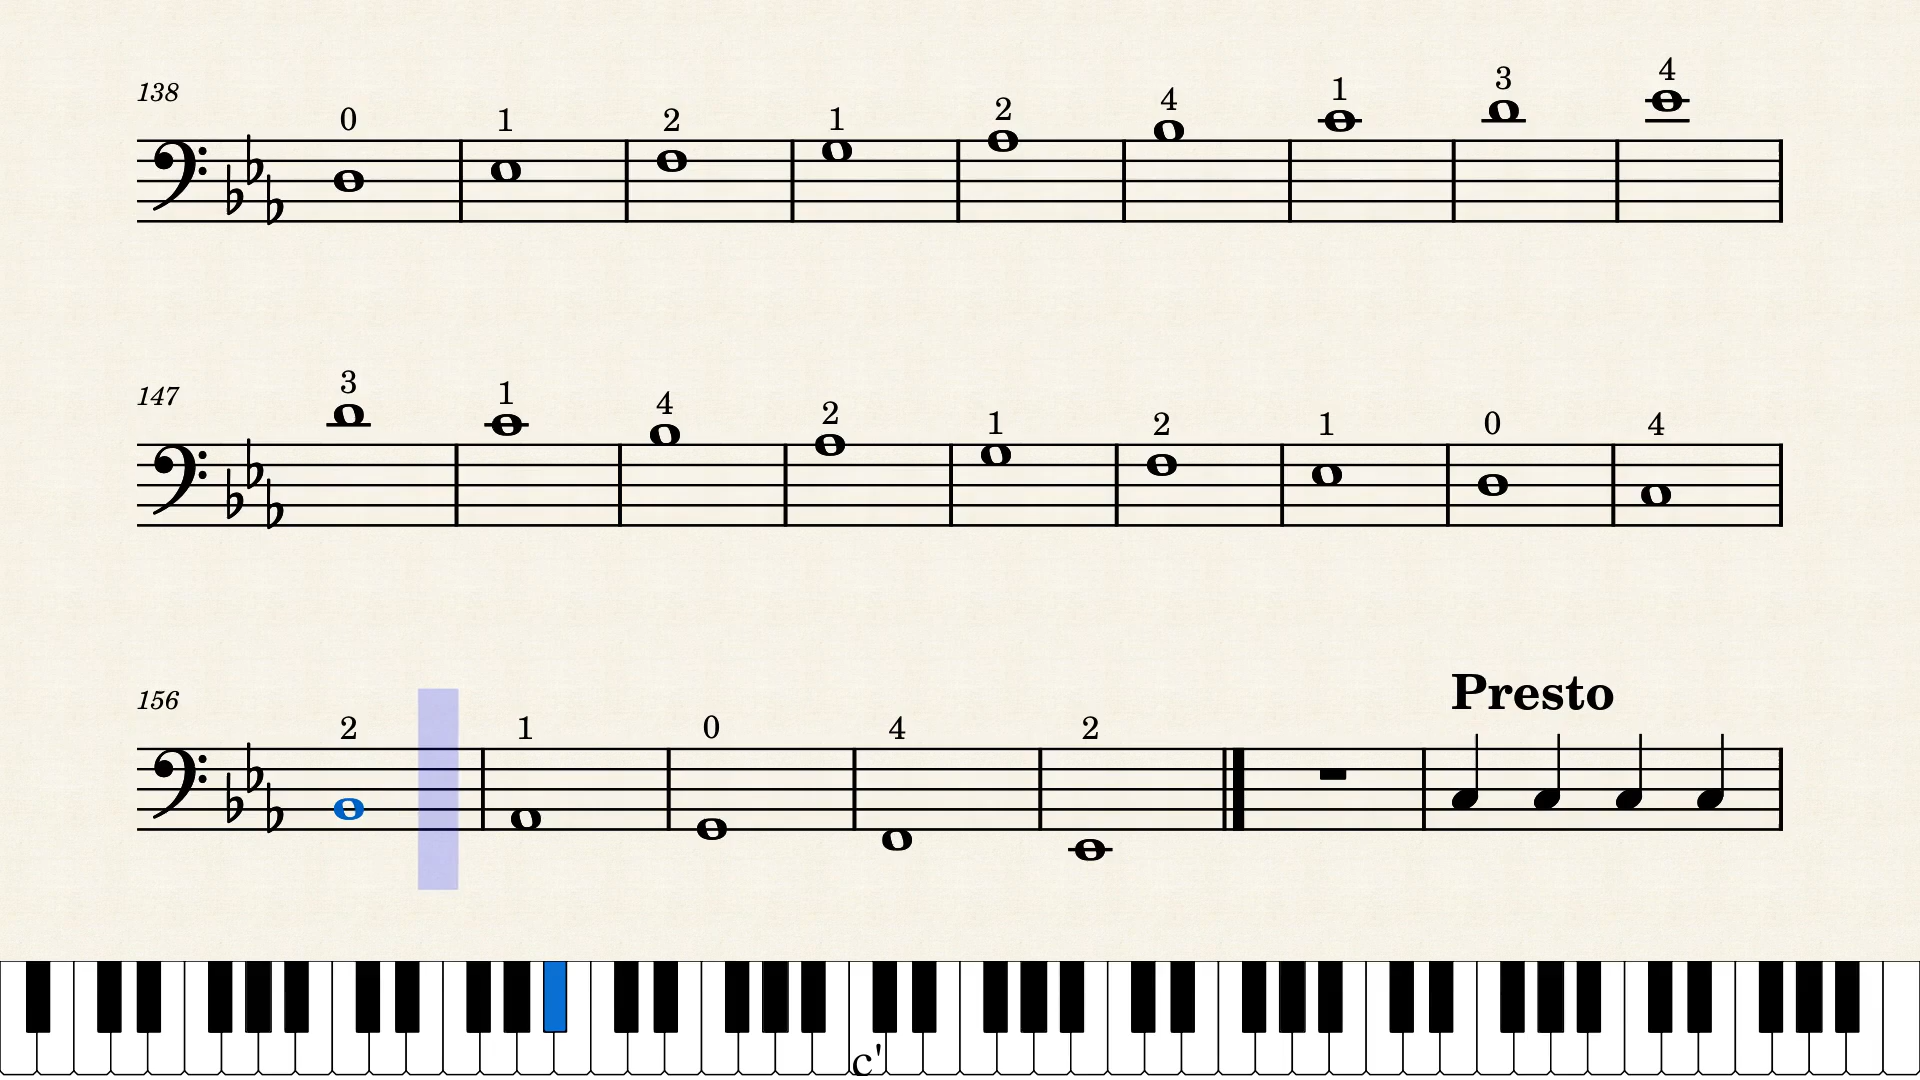 138 0 1 2 1 2 4 1 3 4
147 3 1 4 2 1 2 1 0 4
Presto
156 2 1 0 4 2
c'